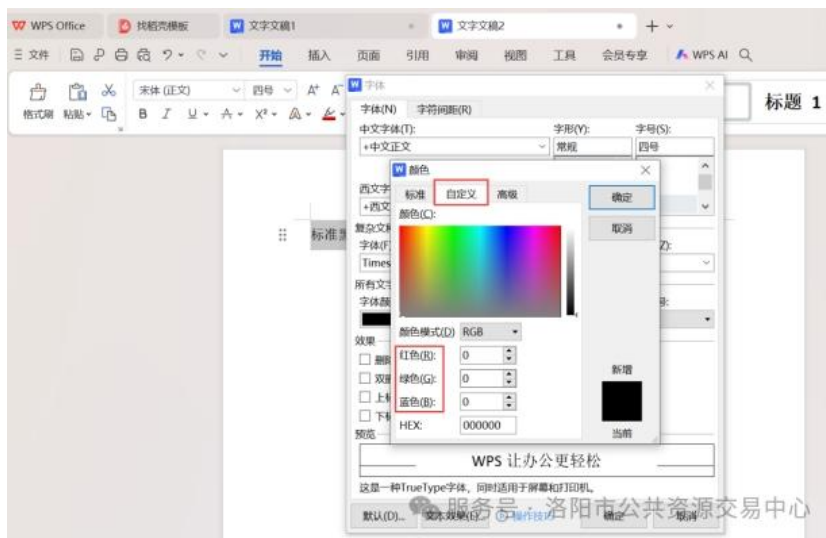 WPS Office 找稻壳模板 文字文稿1 文字文稿2
文件 开始 插入 页面 引用 审阅 视图 工具 会员专享 WPS AI
格式刷 粘贴 宋体 (正文) 四号 A⁺ A⁻ 标题 1
B I U A X² A
字体
字体(N) 字符间距(R)
中文字体(T): 字形(Y): 字号(S):
+中文正文 常规 四号
颜色
标准 自定义 高级 确定
西文字
+西文
颜色(C): 取消
标准黑
复杂文
字体(F
Times
所有文字
字体颜
颜色模式(D) RGB
效果
红色(R): 0
绿色(G): 0
蓝色(B): 0
HEX: 000000
新增
当前
删除
双删
上标
下标
预览
WPS 让办公更轻松
这是一种TrueType字体，同时适用于屏幕和打印机。
默认(D)... 文本效果(E)... 操作技巧 确定 取消
服务号 · 洛阳市公共资源交易中心